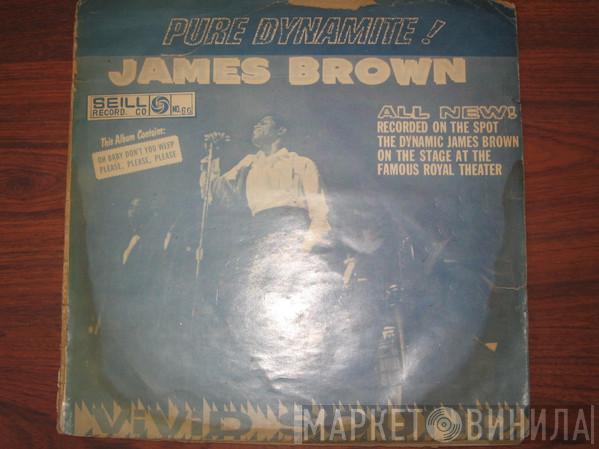 PURE DYNAMITE !
JAMES BROWN
SEILL
RECORD. CO
NO.66
ALL NEW!
RECORDED ON THE SPOT
THE DYNAMIC JAMES BROWN
ON THE STAGE AT THE
FAMOUS ROYAL THEATER
This Album Contains:
OH BABY DON'T YOU WEEP
PLEASE, PLEASE, PLEASE
VIVID
МАРКЕТ ВИНИЛА